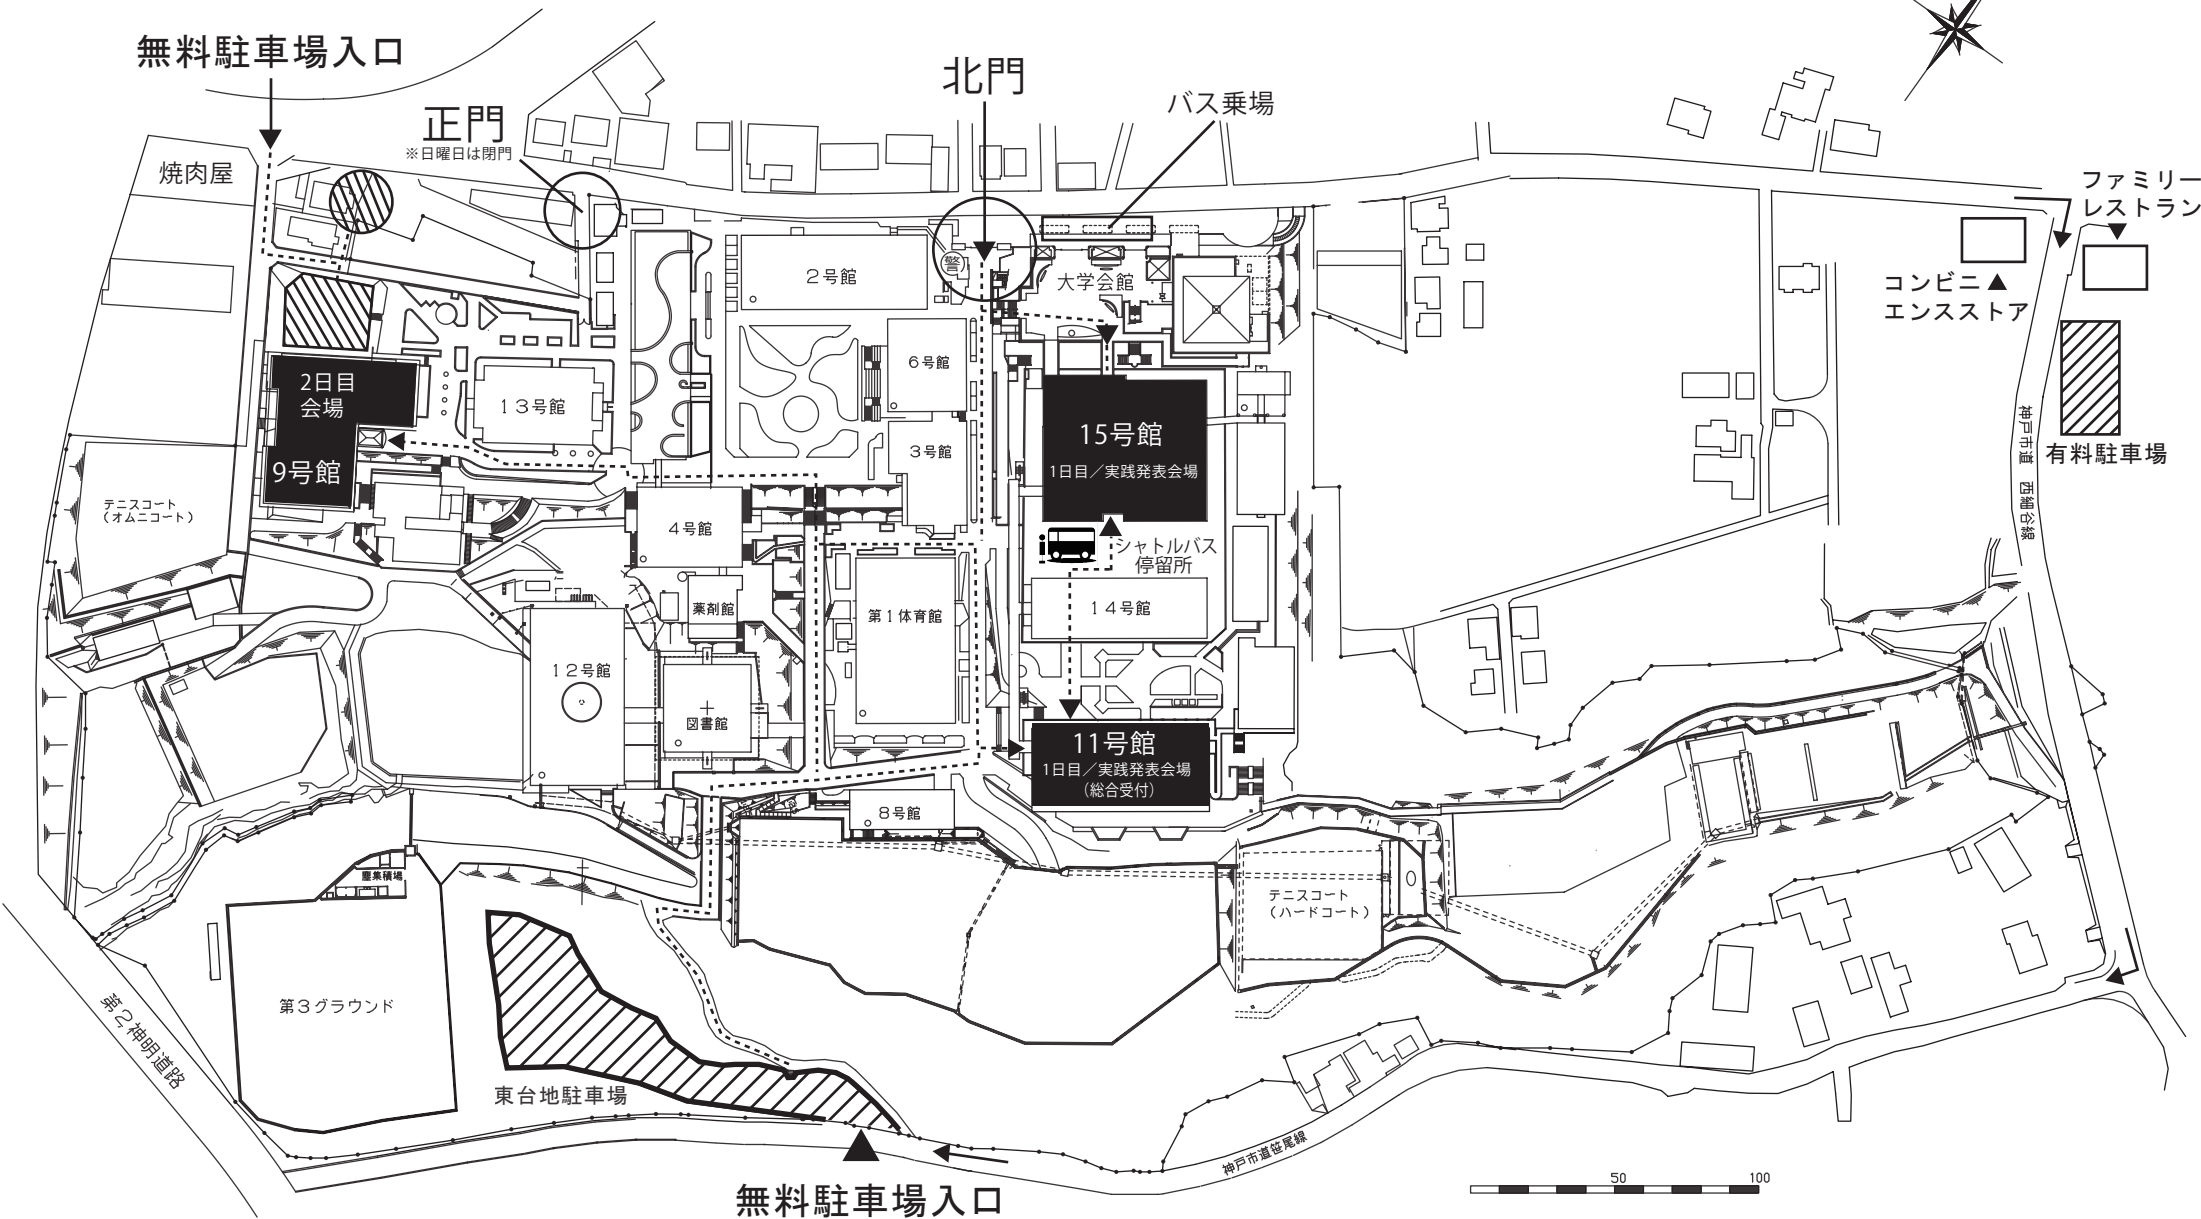 無料駐車場入口
北門
バス乗場
正門
※日曜日は閉門
焼肉屋
ファミリー
レストラン
コンビニ▲
エンスストア
大学会館
警
2号館
6号館
13号館
3号館
2日目
会場
9号館
15号館
1日目／実践発表会場
神戸市道 西細谷線
有料駐車場
テニスコート
（オムニコート）
4号館
シャトルバス
停留所
薬剤館
第1体育館
14号館
12号館
図書館
11号館
1日目／実践発表会場
（総合受付）
8号館
塵集積場
テニスコート
（ハードコート）
第3グラウンド
第2神明道路
東台地駐車場
神戸市道笹尾線
無料駐車場入口
50
100